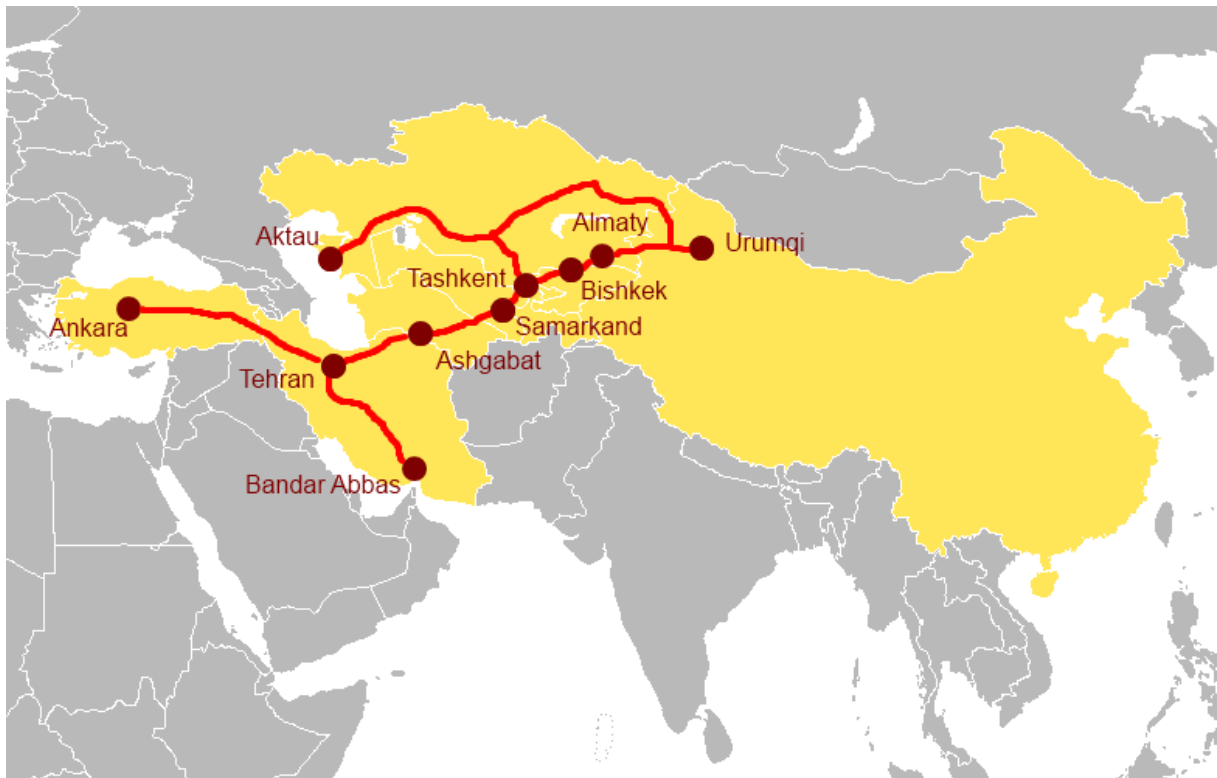 Almaty
Aktau
Urumqi
Tashkent
Bishkek
Ankara
Samarkand
Ashgabat
Tehran
Bandar Abbas